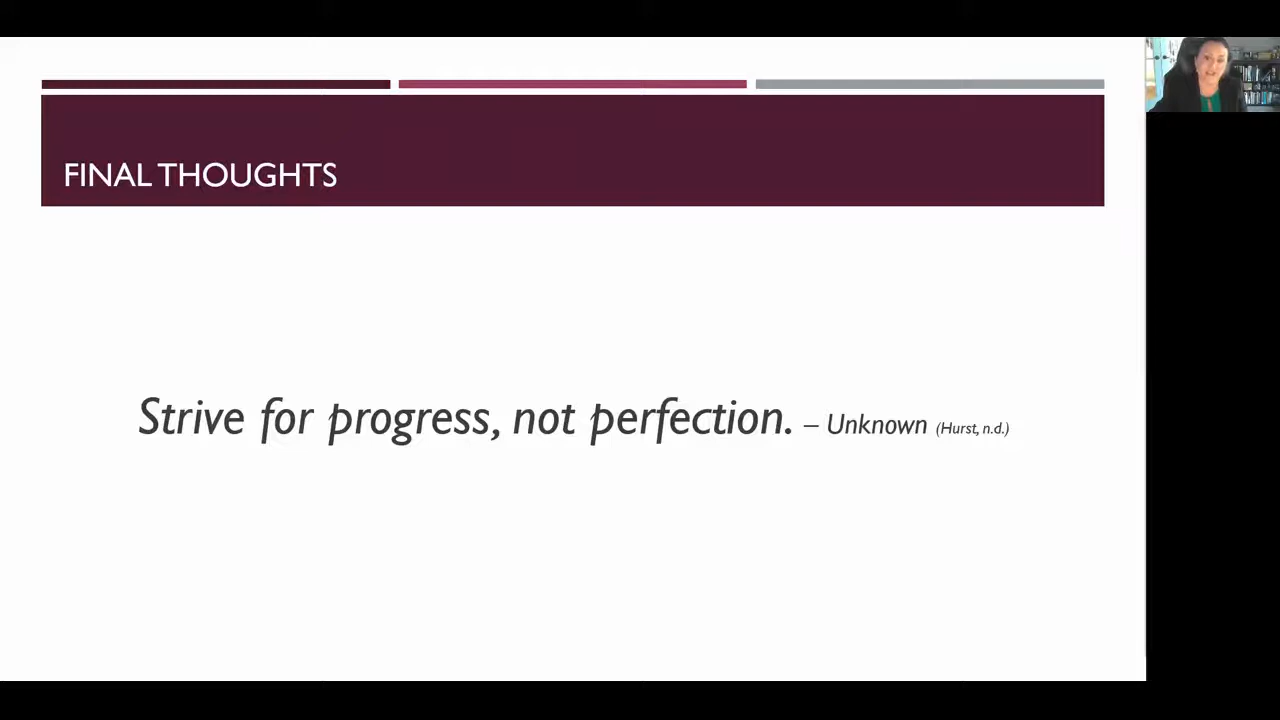 FINAL THOUGHTS
Strive for progress, not perfection. – Unknown (Hurst, n.d.)